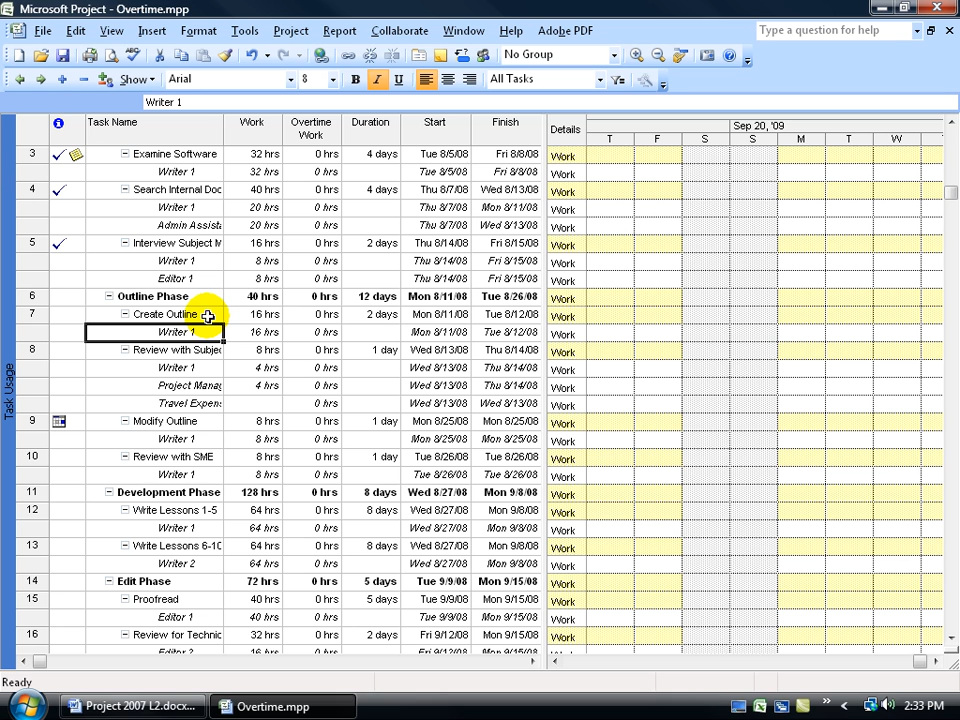 Microsoft Project - Overtime.mpp
File Edit View Insert Format Tools Project Report Collaborate Window Help Adobe PDF
Type a question for help
No Group
Show Arial 8 B I U All Tasks
Writer 1
Task Name Work Overtime Work Duration Start Finish Details Sep 20, '09
T F S S M T W
3 Examine Software 32 hrs 0 hrs 4 days Tue 8/5/08 Fri 8/8/08 Work
Writer 1 32 hrs 0 hrs Tue 8/5/08 Fri 8/8/08 Work
4 Search Internal Doc 40 hrs 0 hrs 4 days Thu 8/7/08 Wed 8/13/08 Work
Writer 1 20 hrs 0 hrs Thu 8/7/08 Mon 8/11/08 Work
Admin Assista 20 hrs 0 hrs Thu 8/7/08 Wed 8/13/08 Work
5 Interview Subject M 16 hrs 0 hrs 2 days Thu 8/14/08 Fri 8/15/08 Work
Writer 1 8 hrs 0 hrs Thu 8/14/08 Fri 8/15/08 Work
Editor 1 8 hrs 0 hrs Thu 8/14/08 Fri 8/15/08 Work
6 Outline Phase 40 hrs 0 hrs 12 days Mon 8/11/08 Tue 8/26/08 Work
7 Create Outline 16 hrs 0 hrs 2 days Mon 8/11/08 Tue 8/12/08 Work
Writer 1 16 hrs 0 hrs Mon 8/11/08 Tue 8/12/08 Work
8 Review with Subjec 8 hrs 0 hrs 1 day Wed 8/13/08 Thu 8/14/08 Work
Writer 1 4 hrs 0 hrs Wed 8/13/08 Thu 8/14/08 Work
Project Manag 4 hrs 0 hrs Wed 8/13/08 Thu 8/14/08 Work
Travel Expens 0 hrs Wed 8/13/08 Thu 8/14/08 Work
9 Modify Outline 8 hrs 0 hrs 1 day Mon 8/25/08 Mon 8/25/08 Work
Writer 1 8 hrs 0 hrs Mon 8/25/08 Mon 8/25/08 Work
10 Review with SME 8 hrs 0 hrs 1 day Tue 8/26/08 Tue 8/26/08 Work
Writer 1 8 hrs 0 hrs Tue 8/26/08 Tue 8/26/08 Work
11 Development Phase 128 hrs 0 hrs 8 days Wed 8/27/08 Mon 9/8/08 Work
12 Write Lessons 1-5 64 hrs 0 hrs 8 days Wed 8/27/08 Mon 9/8/08 Work
Writer 1 64 hrs 0 hrs Wed 8/27/08 Mon 9/8/08 Work
13 Write Lessons 6-10 64 hrs 0 hrs 8 days Wed 8/27/08 Mon 9/8/08 Work
Writer 2 64 hrs 0 hrs Wed 8/27/08 Mon 9/8/08 Work
14 Edit Phase 72 hrs 0 hrs 5 days Tue 9/9/08 Mon 9/15/08 Work
15 Proofread 40 hrs 0 hrs 5 days Tue 9/9/08 Mon 9/15/08 Work
Editor 1 40 hrs 0 hrs Tue 9/9/08 Mon 9/15/08 Work
16 Review for Technic 32 hrs 0 hrs 2 days Fri 9/12/08 Mon 9/15/08 Work
Editor 2 16 hrs 0 hrs Fri 9/12/08 Mon 9/15/08
Task Usage
Ready
Project 2007 L2.docx... Overtime.mpp 2:33 PM